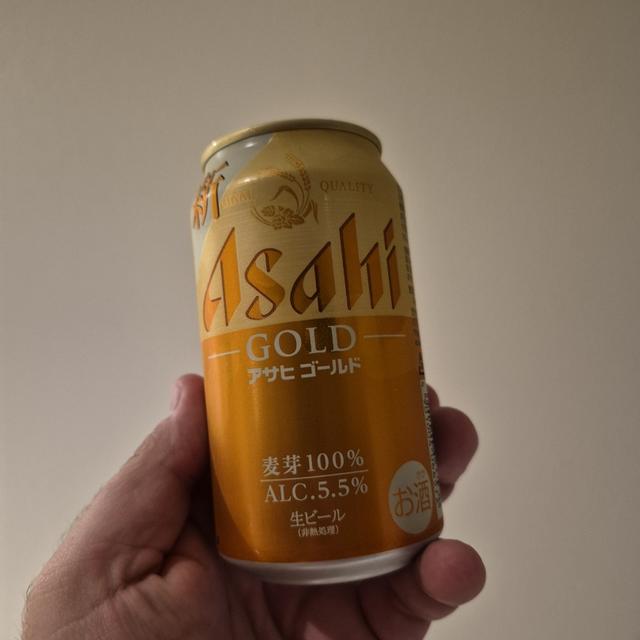 新
QUALITY
Asahi
GOLD
アサヒ ゴールド
麦芽100%
ALC.5.5%
生ビール
(非熱処理)
お酒